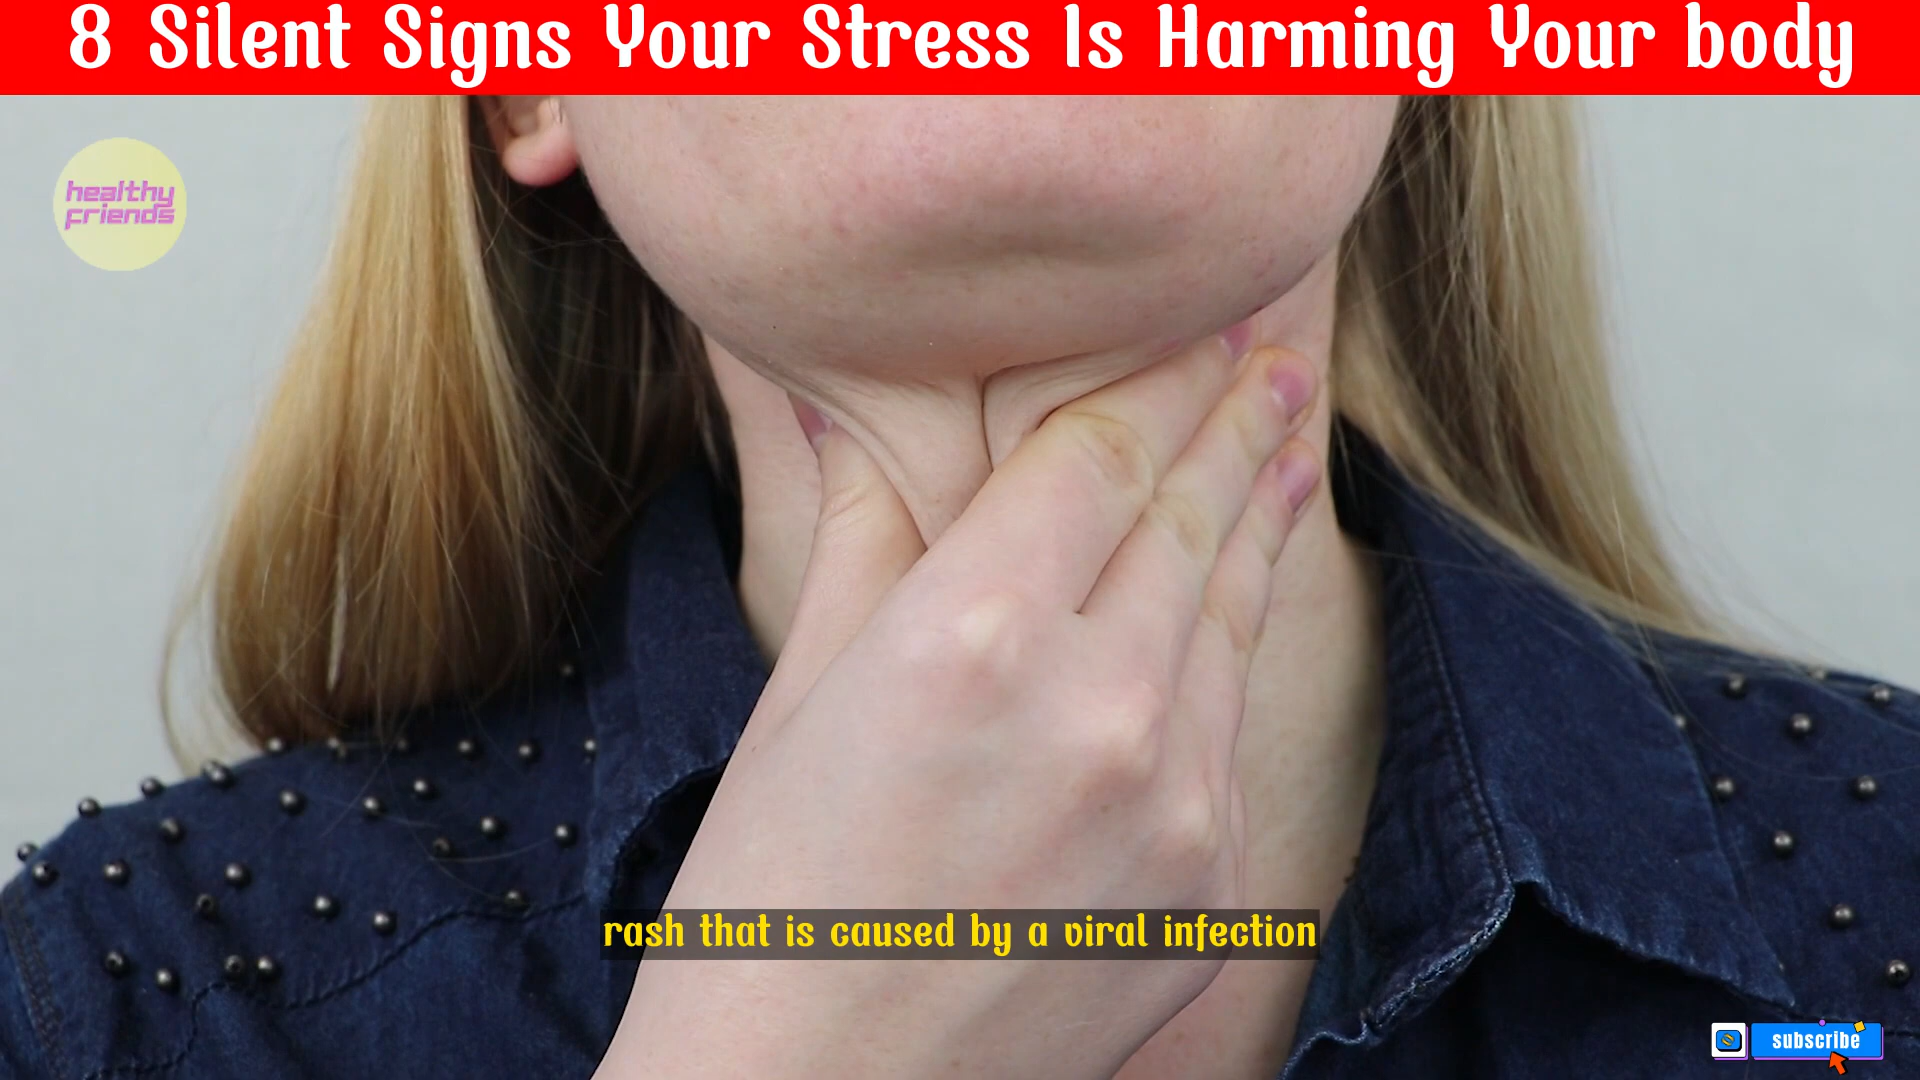 8 Silent Signs Your Stress Is Harming Your body
healthy
friends
rash that is caused by a viral infection
subscribe